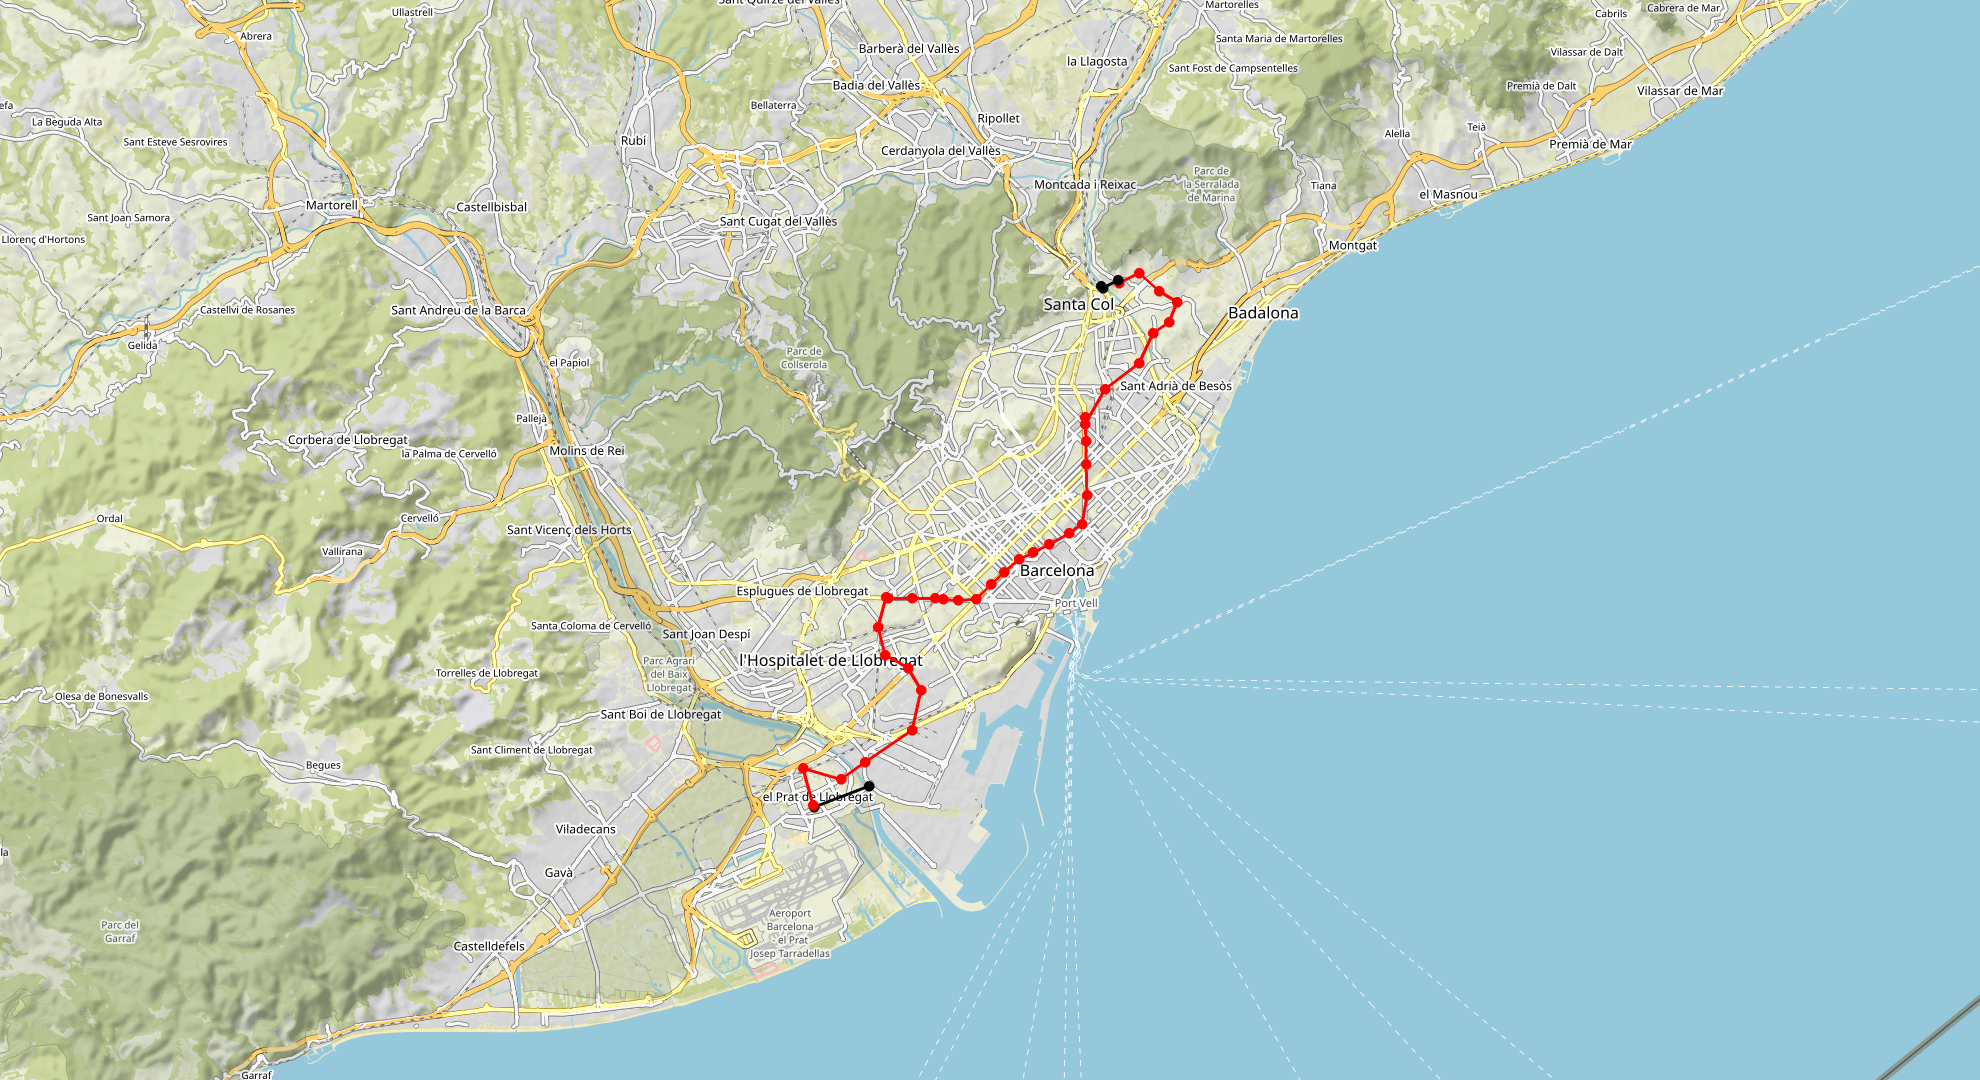 Sant Quirze del Vallès
Martorelles
Cabrera de Mar
Ullastrell
Cabrils
Abrera
Santa Maria de Martorelles
Barberà del Vallès
Vilassar de Dalt
la Llagosta
Sant Fost de Campsentelles
Badia del Vallès
Premià de Dalt
Vilassar de Mar
Bellaterra
La Beguda Alta
Ripollet
Teià
Alella
Sant Esteve Sesrovires
Rubí
Premià de Mar
Cerdanyola del Vallès
Parc de
la Serralada
de Marina
Montcada i Reixac
Tiana
el Masnou
Martorell
Castellbisbal
Sant Joan Samora
Sant Cugat del Vallès
Llorenç d'Hortons
Montgat
Santa Col
Castellví de Rosanes
Sant Andreu de la Barca
Badalona
Gelida
Parc de
Collserola
el Papiol
Sant Adrià de Besòs
Pallejà
Corbera de Llobregat
la Palma de Cervelló
Molins de Rei
Ordal
Cervelló
Sant Vicenç dels Horts
Vallirana
Barcelona
Esplugues de Llobregat
Port Vell
Santa Coloma de Cervelló
Sant Joan Despí
l'Hospitalet de Llobregat
Parc Agrari
del Baix
Llobregat
Torrelles de Llobregat
Olesa de Bonesvalls
Sant Boi de Llobregat
Sant Climent de Llobregat
Begues
el Prat de Llobregat
Viladecans
la
Gavà
Parc del
Garraf
Aeroport
Barcelona
- el Prat
Josep Tarradellas
Castelldefels
Garraf